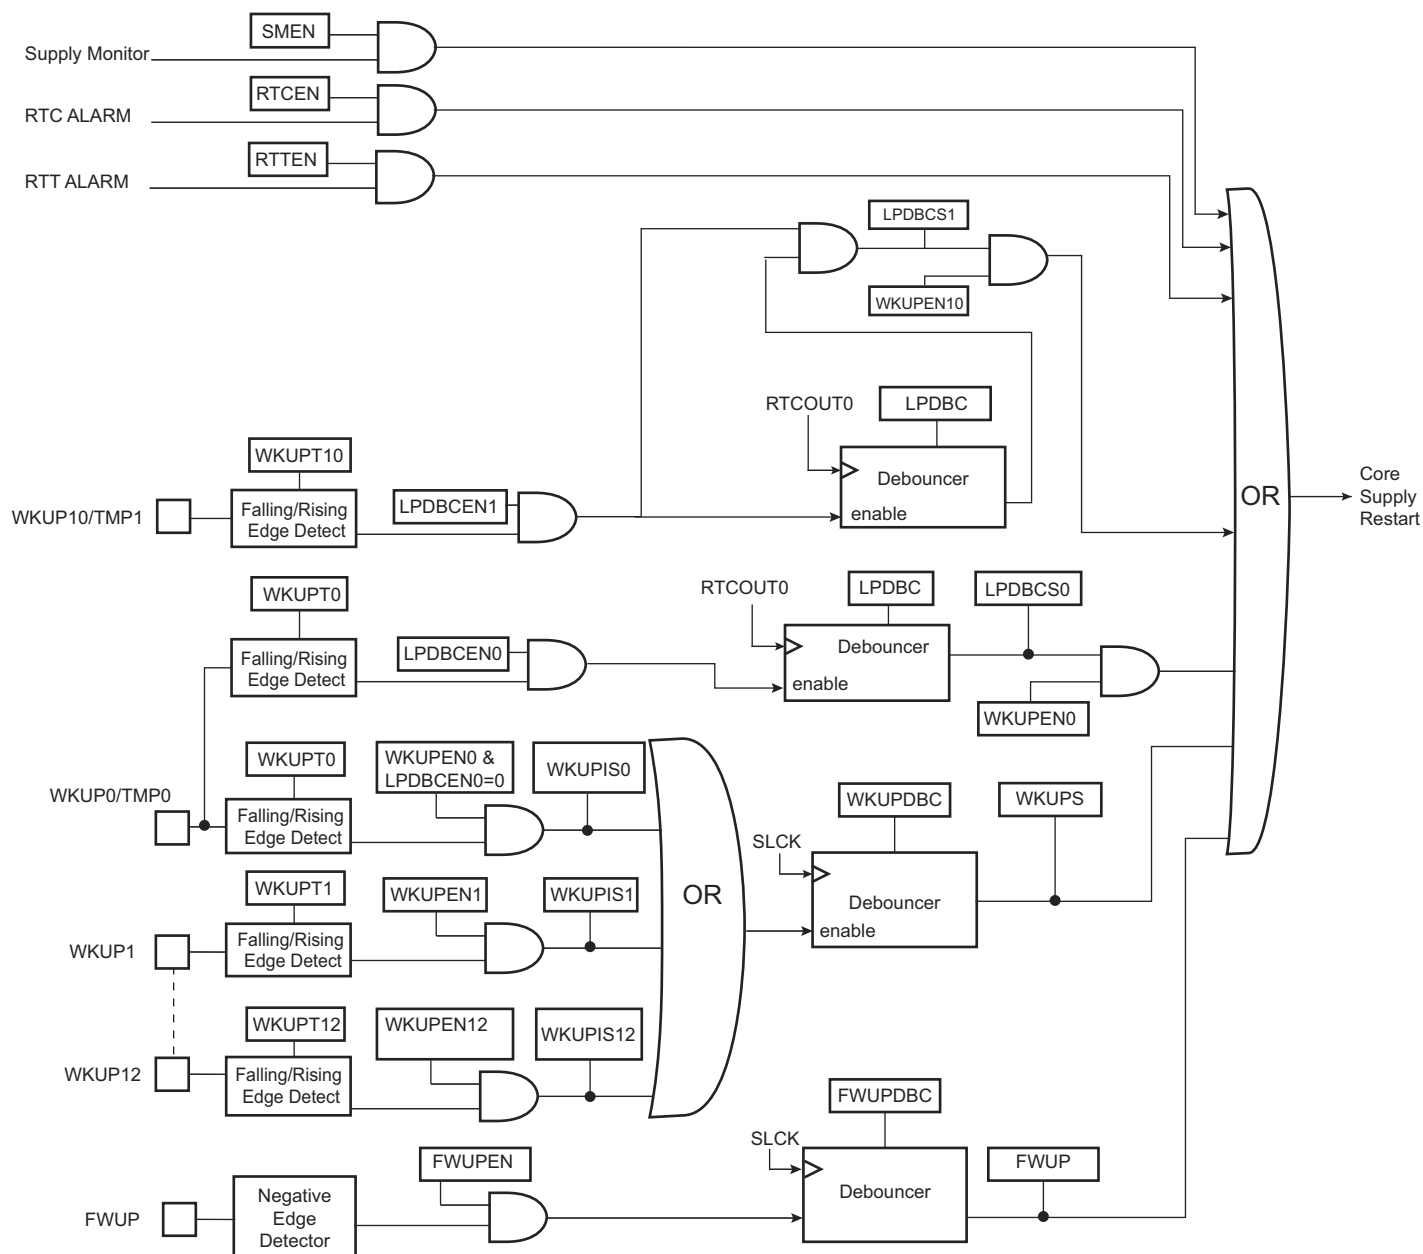 SMEN
Supply Monitor
RTCEN
RTC ALARM
RTTEN
RTT ALARM
LPDBCS1
WKUPEN10
RTCOUT0
LPDBC
WKUPT10
Falling/Rising
Edge Detect
WKUP10/TMP1
LPDBCEN1
Debouncer
enable
OR
Core
Supply
Restart
WKUPT0
Falling/Rising
Edge Detect
LPDBCEN0
RTCOUT0
LPDBC
LPDBCS0
Debouncer
enable
WKUPEN0
WKUP0/TMP0
WKUPT0
Falling/Rising
Edge Detect
WKUPEN0 &
LPDBCEN0=0
WKUPIS0
WKUPDBC
WKUPS
SLCK
Debouncer
enable
OR
WKUPT1
WKUPEN1
WKUPIS1
WKUP1
Falling/Rising
Edge Detect
WKUPT12
WKUPEN12
WKUPIS12
WKUP12
Falling/Rising
Edge Detect
FWUPDBC
SLCK
FWUPEN
FWUP
Debouncer
FWUP
Negative
Edge
Detector